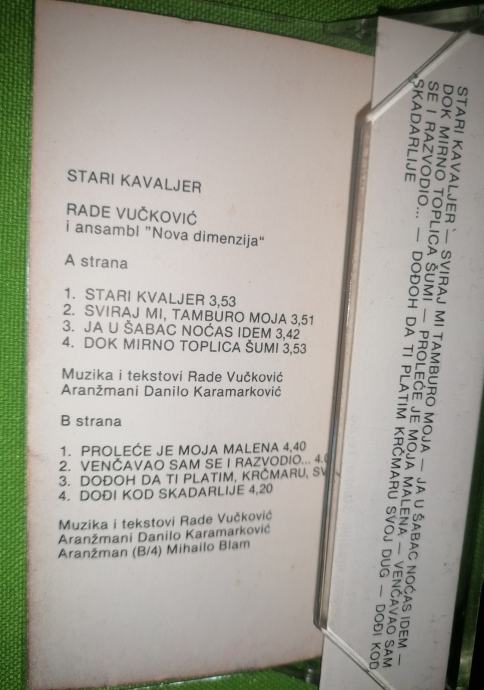 STARI KAVALJER
RADE VUČKOVIĆ
i ansambl "Nova dimenzija"
A strana
1. STARI KVALJER 3,53
2. SVIRAJ MI, TAMBURO MOJA 3,51
3. JA U ŠABAC NOĆAS IDEM 3,42
4. DOK MIRNO TOPLICA ŠUMI 3,53
Muzika i tekstovi Rade Vučković
Aranžmani Danilo Karamarković
B strana
1. PROLEĆE JE MOJA MALENA 4,40
2. VENČAVAO SAM SE I RAZVODIO...
3. DOĐOH DA TI PLATIM, KRČMARU,
4. DOĐI KOD SKADARLIJE 4,20
Muzika i tekstovi Rade Vučković
Aranžmani Danilo Karamarković
Aranžman (B/4) Mihailo Blam
STARI KAVALJER — SVIRAJ MI TAMBURO MOJA — JA U ŠABAC NOĆAS IDEM —
DOK MIRNO TOPLICA ŠUMI — PROLEĆE JE MOJA MALENA — VENČAVAO SAM
SE I RAZVODIO... — DOĐOH DA TI PLATIM KRČMARU SVOJ DUG — DOĐI KOD
SKADARLIJE